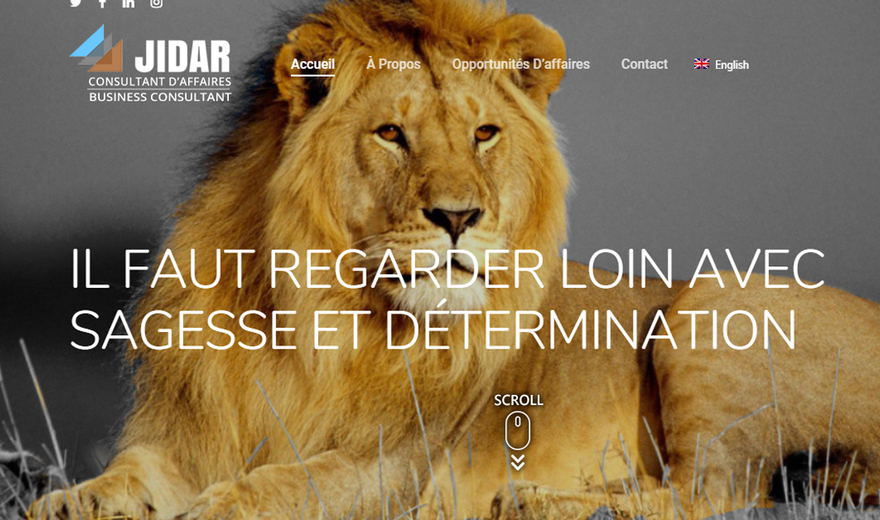 JIDAR
CONSULTANT D'AFFAIRES
BUSINESS CONSULTANT
Accueil À Propos Opportunités D'affaires Contact English
IL FAUT REGARDER LOIN AVEC
SAGESSE ET DÉTERMINATION
SCROLL